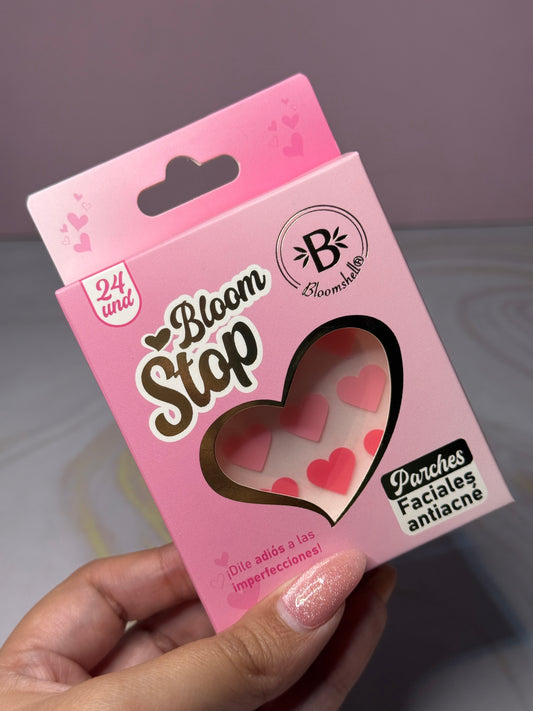 24
und
B
Bloomshell®
Bloom
Stop
Parches
Faciales
antiacné
¡Dile adiós a las
imperfecciones!